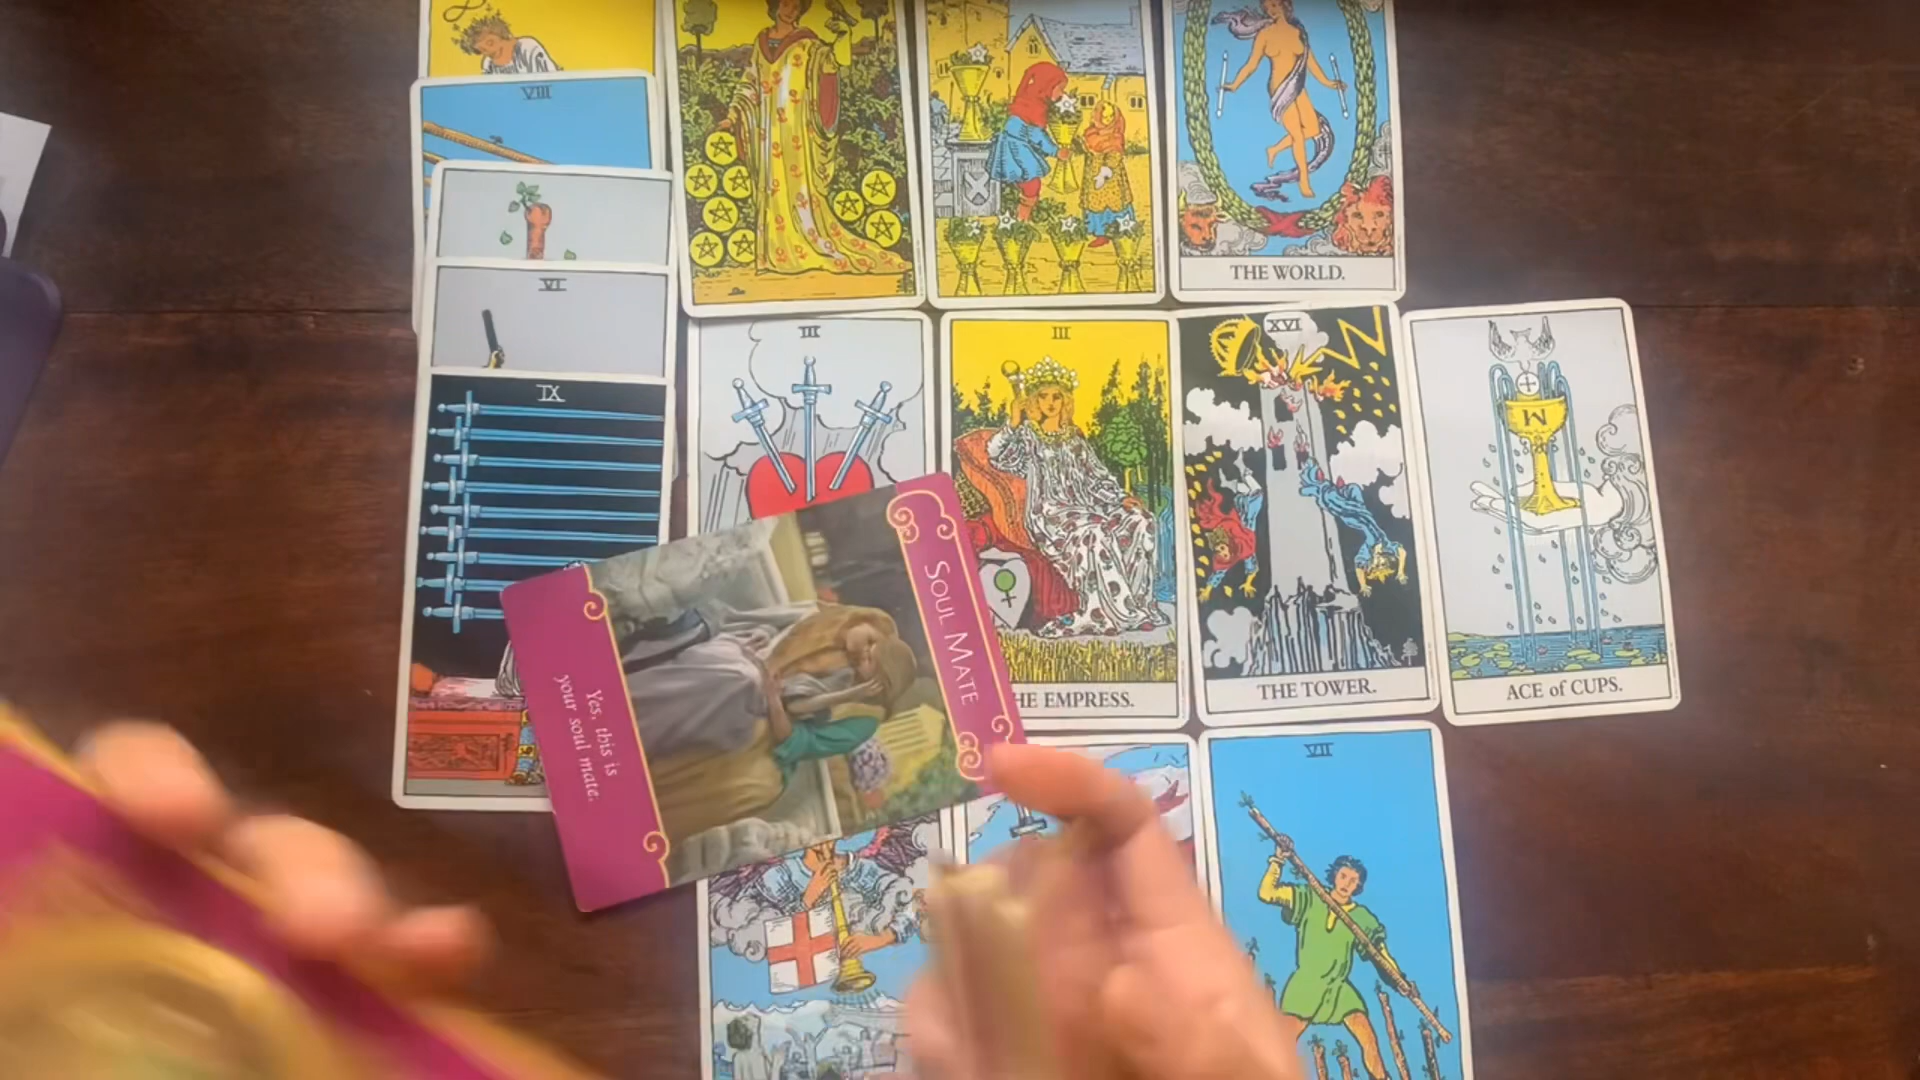 VIII
THE WORLD.
VI
IX
III
III
HE EMPRESS.
XVI
THE TOWER.
ACE of CUPS.
SOUL MATE
Yes, this is
your soul mate.
VII